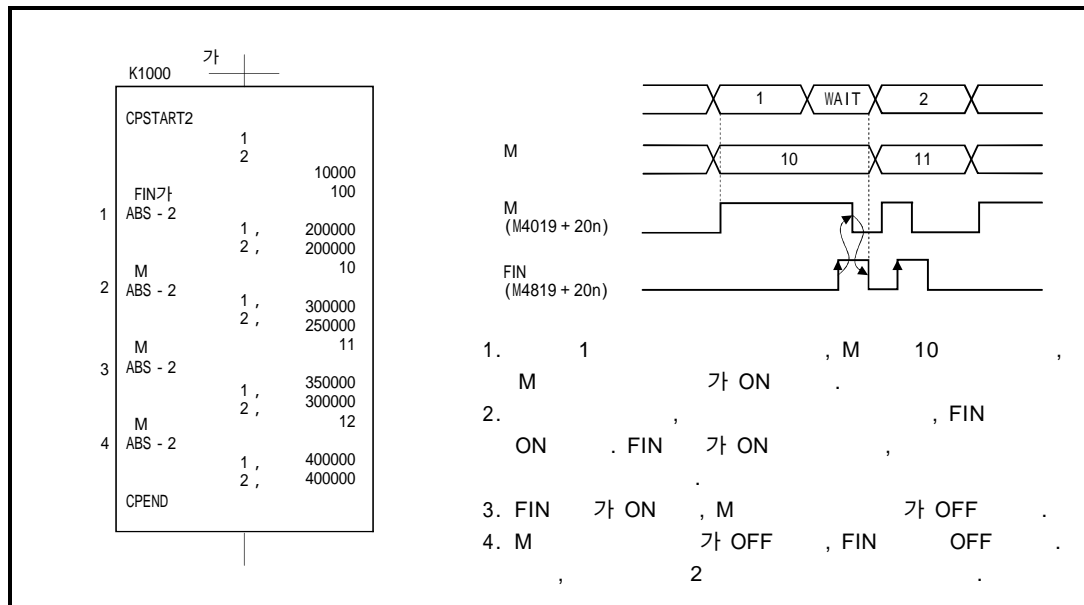 가
K1000
CPSTART2
1
2
10000
FIN가 100
1 ABS - 2
1 , 200000
2 , 200000
M 10
2 ABS - 2
1 , 300000
2 , 250000
M 11
3 ABS - 2
1 , 350000
2 , 300000
M 12
4 ABS - 2
1 , 400000
2 , 400000
CPEND
1 WAIT 2
M 10 11
M
(M4019 + 20n)
FIN
(M4819 + 20n)
1. 1 , M 10 ,
M 가 ON .
2. , , FIN
ON . FIN 가 ON ,
.
3. FIN 가 ON , M 가 OFF .
4. M 가 OFF , FIN OFF .
, 2 .